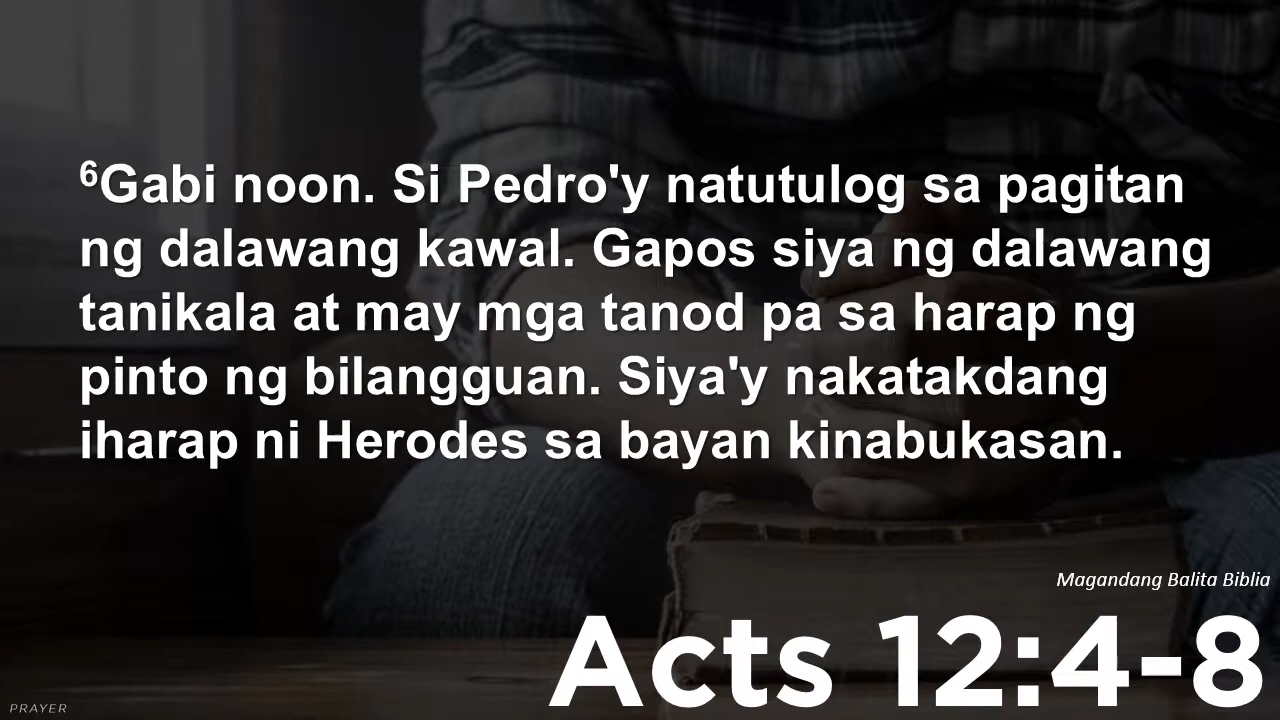 ⁶Gabi noon. Si Pedro'y natutulog sa pagitan
ng dalawang kawal. Gapos siya ng dalawang
tanikala at may mga tanod pa sa harap ng
pinto ng bilangguan. Siya'y nakatakdang
iharap ni Herodes sa bayan kinabukasan.
Magandang Balita Biblia
Acts 12:4-8
PRAYER